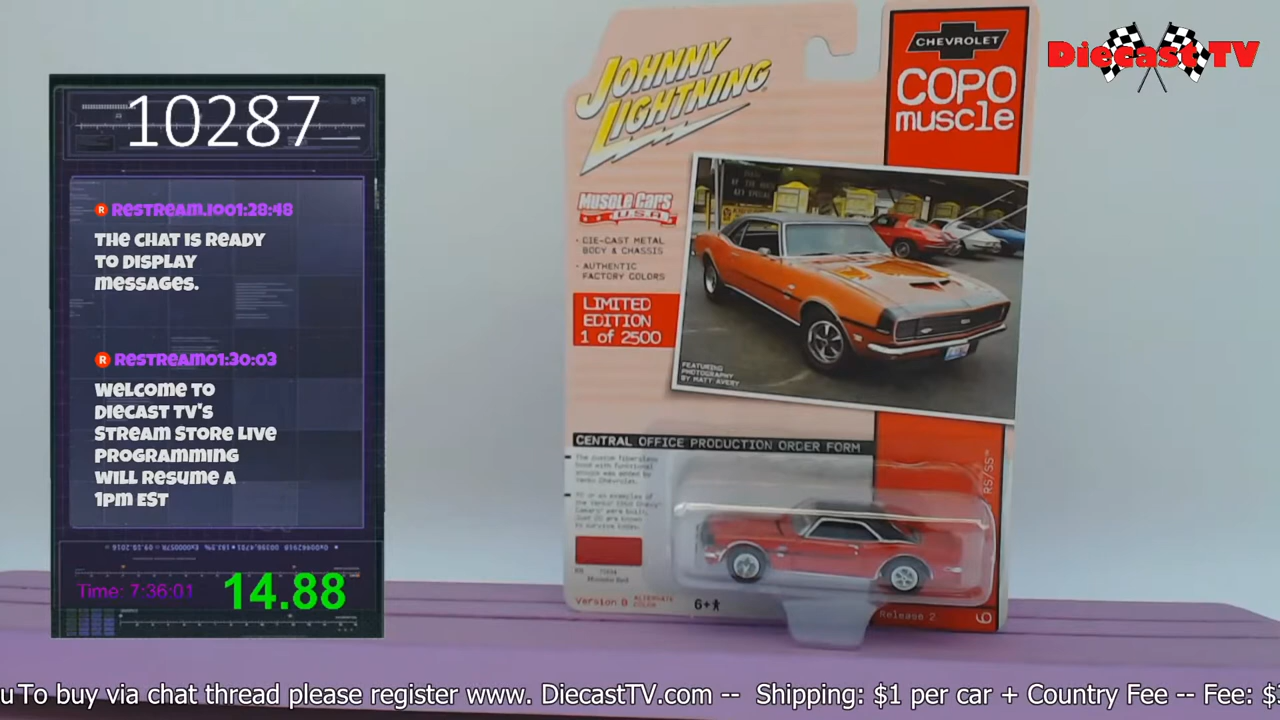 10287
Restream.io01:28:48
THE CHAT IS READY
TO DISPLAY
MESSAGES.
Restream01:30:03
WELCOME TO
DIECAST TV'S
STREAM STORE LIVE
PROGRAMMING
WILL RESUME A
1PM EST
Time: 7:36:01
14.88
JOHNNY
LIGHTNING
CHEVROLET
COPO
muscle
Diecast TV
Muscle Cars
U.S.A
• DIE-CAST METAL
BODY & CHASSIS
• AUTHENTIC
FACTORY COLORS
LIMITED
EDITION
1 of 2500
FEATURING
PHOTOGRAPHY
BY MATT AVERY
CENTRAL OFFICE PRODUCTION ORDER FORM
RS/SS™
Version B ALTERNATE
COLOR
6+
Release 2
6
u To buy via chat thread please register www. DiecastTV.com -- Shipping: $1 per car + Country Fee -- Fee: $